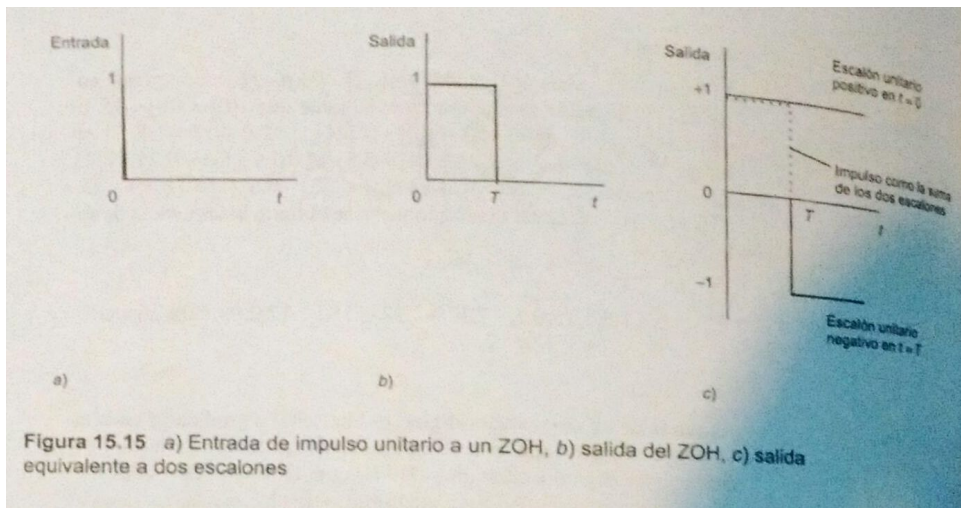 Entrada
1
0
t
a)
Salida
1
0
T
t
b)
Salida
+1
0
−1
Escalón unitario
positivo en t = 0
Impulso como la suma
de los dos escalones
T
t
Escalón unitario
negativo en t = T
c)
Figura 15.15 a) Entrada de impulso unitario a un ZOH, b) salida del ZOH, c) salida
equivalente a dos escalones